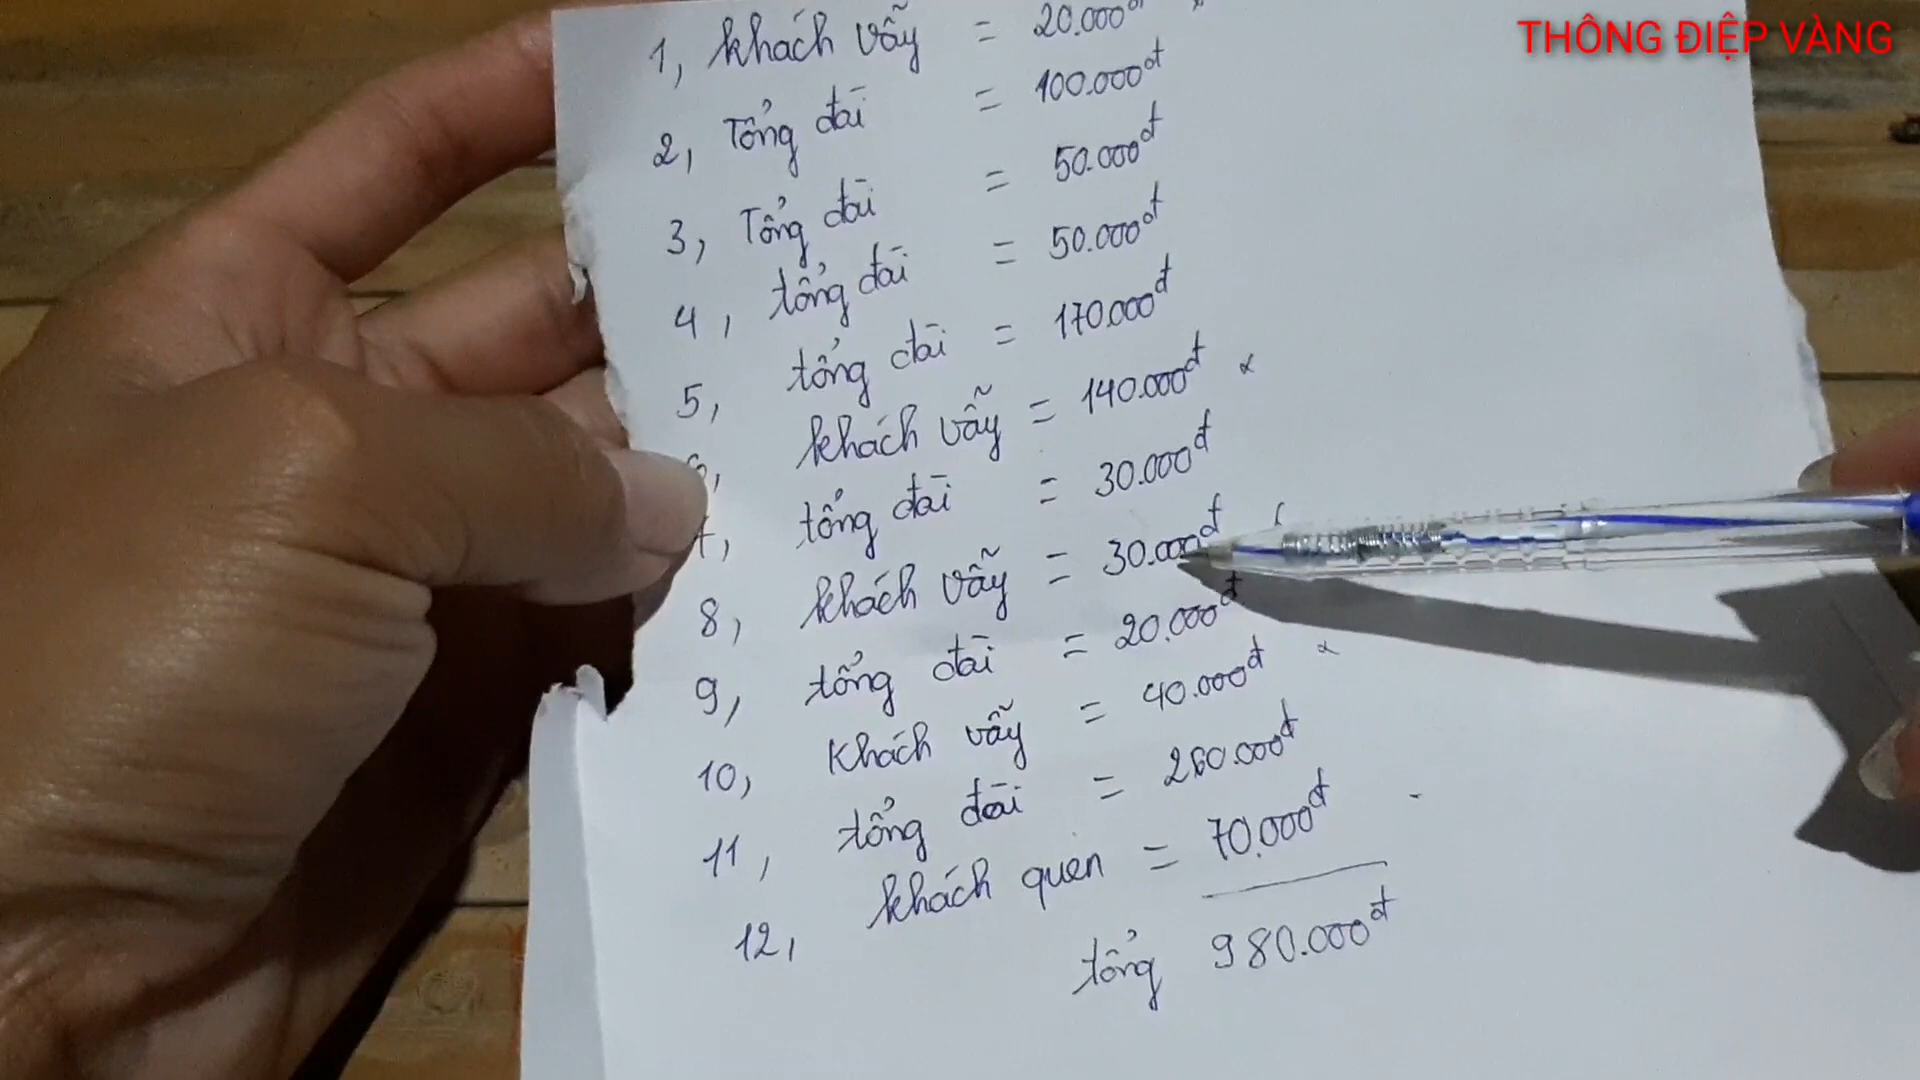 THÔNG ĐIỆP VÀNG
1, khách vẫy = 20.000đ
2, Tổng đài = 100.000đ
3, Tổng đài = 50.000đ
4, tổng đài = 50.000đ
5, tổng đài = 170.000đ
6, khách vẫy = 140.000đ x
7, tổng đài = 30.000đ
8, khách vẫy = 30.000đ
9, tổng đài = 20.000đ
10, Khách vẫy = 40.000đ x
11, tổng đài = 260.000đ
12, khách quen = 70.000đ
tổng 980.000đ